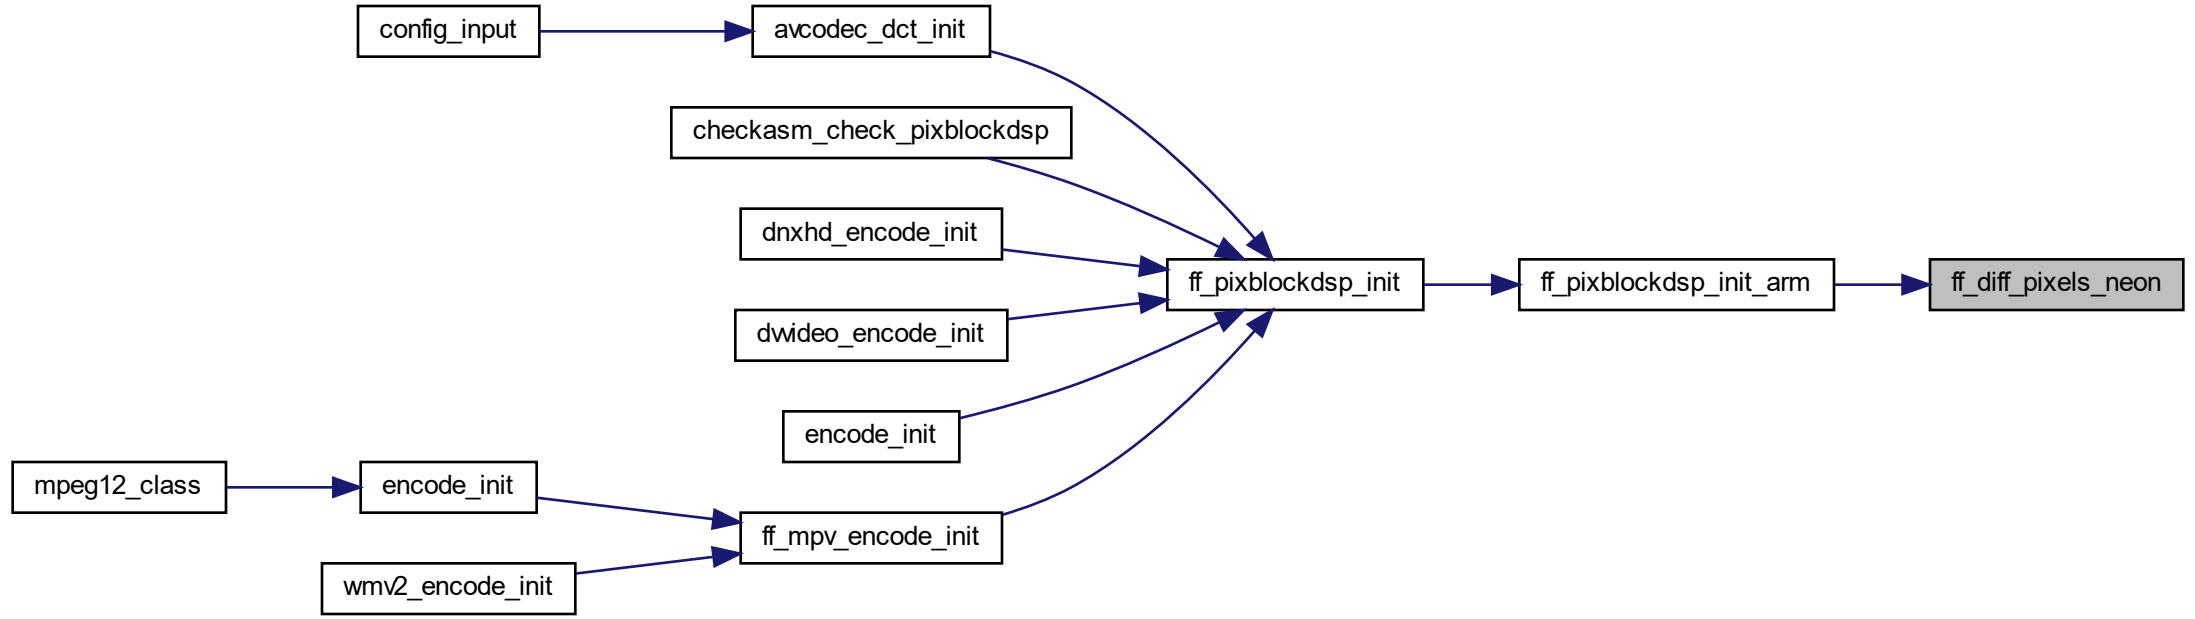 config_input
avcodec_dct_init
checkasm_check_pixblockdsp
dnxhd_encode_init
ff_pixblockdsp_init
ff_pixblockdsp_init_arm
ff_diff_pixels_neon
dvvideo_encode_init
encode_init
mpeg12_class
encode_init
ff_mpv_encode_init
wmv2_encode_init